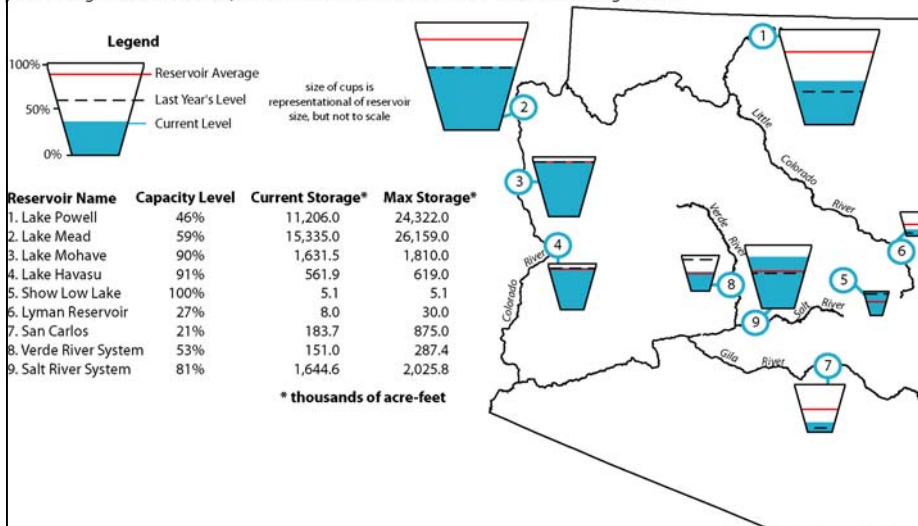 Legend
100%
50%
0%
Reservoir Average
Last Year's Level
Current Level
size of cups is
representational of reservoir
size, but not to scale
Reservoir Name Capacity Level Current Storage* Max Storage*
1. Lake Powell 46% 11,206.0 24,322.0
2. Lake Mead 59% 15,335.0 26,159.0
3. Lake Mohave 90% 1,631.5 1,810.0
4. Lake Havasu 91% 561.9 619.0
5. Show Low Lake 100% 5.1 5.1
6. Lyman Reservoir 27% 8.0 30.0
7. San Carlos 21% 183.7 875.0
8. Verde River System 53% 151.0 287.4
9. Salt River System 81% 1,644.6 2,025.8
* thousands of acre-feet
1
2
3
4
5
6
7
8
9
Little
Colorado
River
Verde
River
Colorado
River
Salt
River
Gila
River